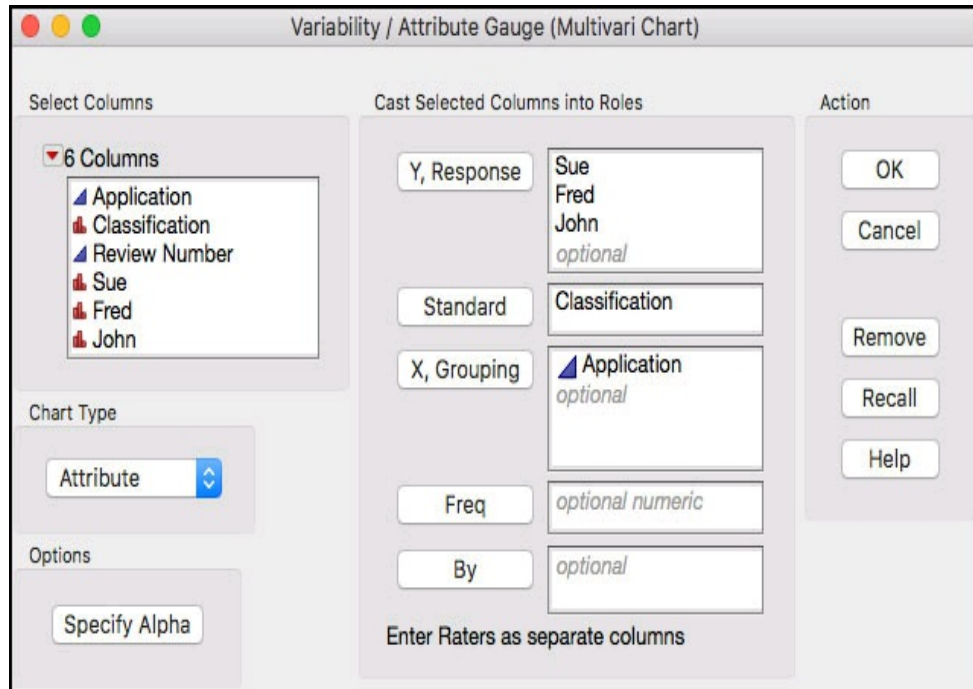 Variability / Attribute Gauge (Multivari Chart)
Select Columns
6 Columns
Application
Classification
Review Number
Sue
Fred
John
Chart Type
Attribute
Options
Specify Alpha
Cast Selected Columns into Roles
Y, Response
Sue
Fred
John
optional
Standard
Classification
X, Grouping
Application
optional
Freq
optional numeric
By
optional
Enter Raters as separate columns
Action
OK
Cancel
Remove
Recall
Help